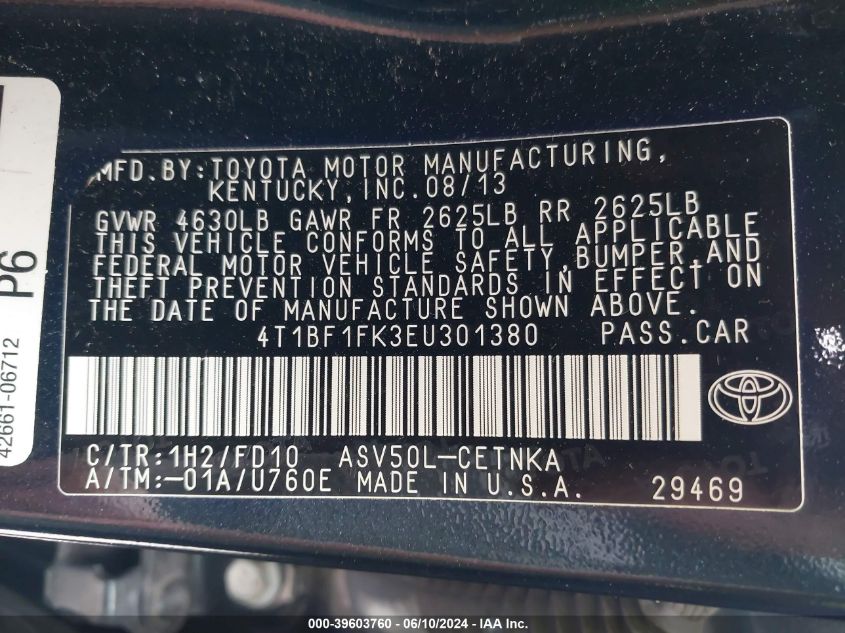 MFD.BY:TOYOTA MOTOR MANUFACTURING,
KENTUCKY,INC.08/13
GVWR 4630LB GAWR FR 2625LB RR 2625LB
THIS VEHICLE CONFORMS TO ALL APPLICABLE
FEDERAL MOTOR VEHICLE SAFETY,BUMPER,AND
THEFT PREVENTION STANDARDS IN EFFECT ON
THE DATE OF MANUFACTURE SHOWN ABOVE.
4T1BF1FK3EU301380 PASS.CAR
C/TR:1H2/FD10 ASV50L-CETNKA
A/TM:-01A/U760E MADE IN U.S.A. 29469
P6
42661-06712
000-39603760 - 06/10/2024 - IAA Inc.